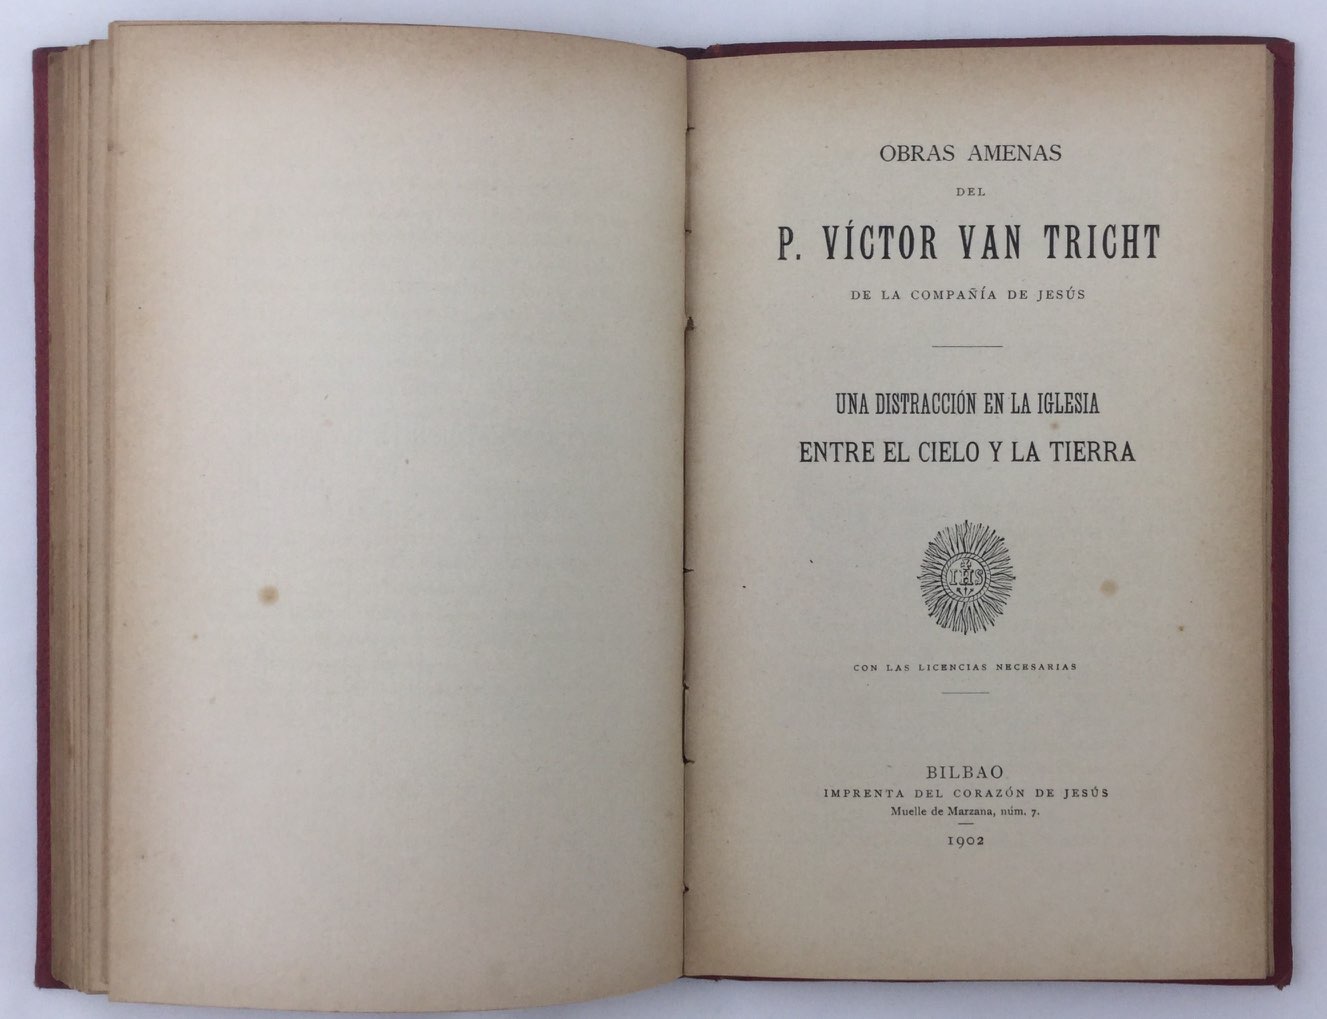 OBRAS AMENAS
DEL
P. VÍCTOR VAN TRICHT
DE LA COMPAÑÍA DE JESÚS
UNA DISTRACCIÓN EN LA IGLESIA
ENTRE EL CIELO Y LA TIERRA
IHS
CON LAS LICENCIAS NECESARIAS
BILBAO
IMPRENTA DEL CORAZÓN DE JESÚS
Muelle de Marzana, núm. 7.
1902